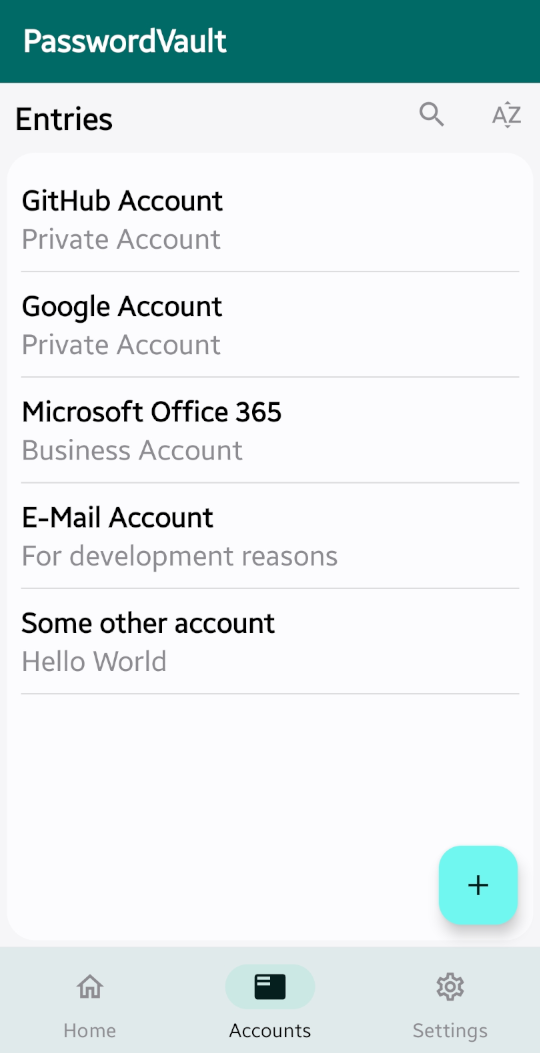 PasswordVault
Entries
AZ
GitHub Account
Private Account
Google Account
Private Account
Microsoft Office 365
Business Account
E-Mail Account
For development reasons
Some other account
Hello World
Home
Accounts
Settings